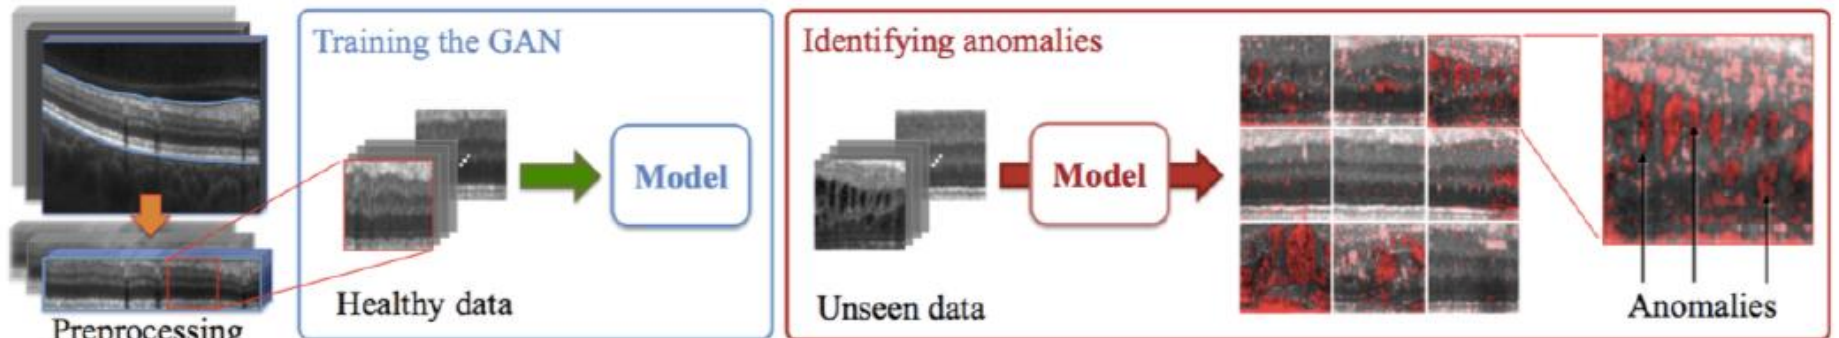 Training the GAN
Identifying anomalies
Model
Model
Healthy data
Unseen data
Anomalies
Preprocessing